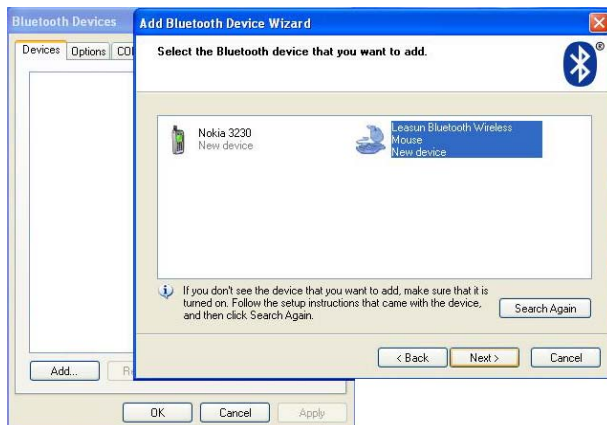 Bluetooth Devices
Add Bluetooth Device Wizard
Devices
Options
Select the Bluetooth device that you want to add.
®
Nokia 3230
New device
Leasun Bluetooth Wireless
Mouse
New device
If you don't see the device that you want to add, make sure that it is
turned on. Follow the setup instructions that came with the device,
and then click Search Again.
Search Again
< Back
Next >
Cancel
Add...
OK
Cancel
Apply